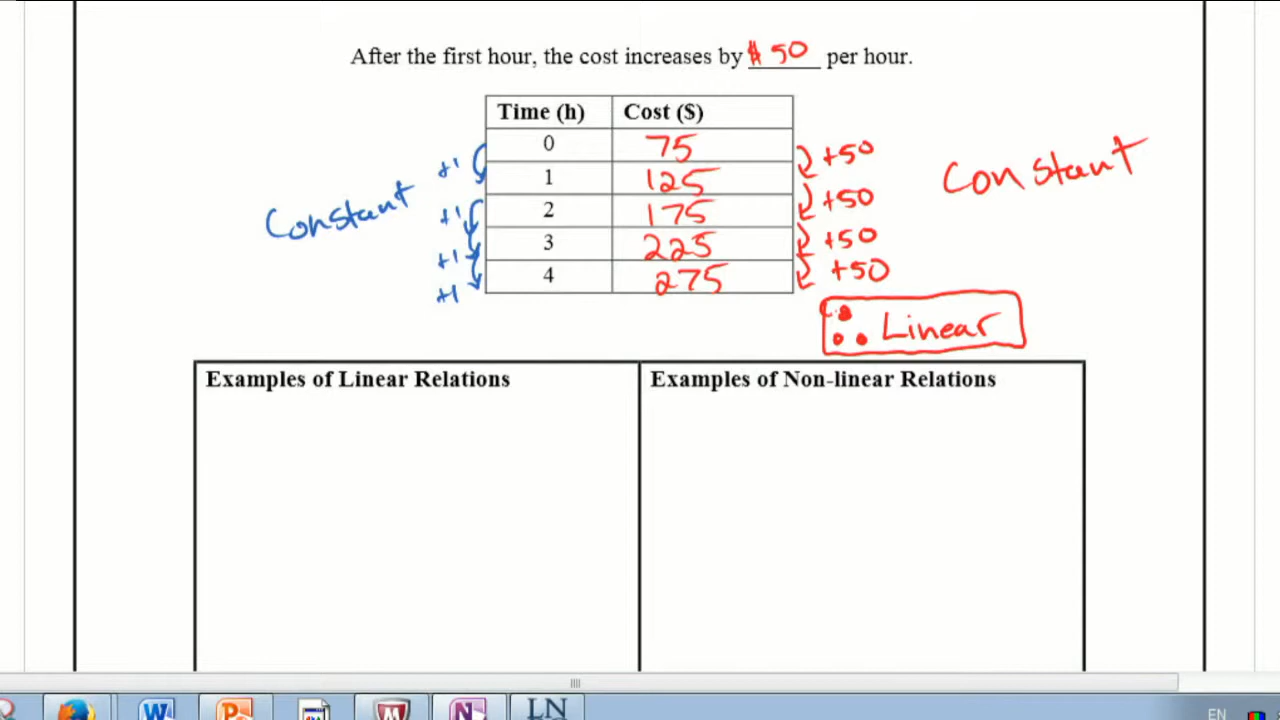 After the first hour, the cost increases by $ 50 per hour.
Time (h) Cost ($)
0 75
1 125
2 175
3 225
4 275
+1
+1
+1
+1
Constant
+50
+50
+50
+50
Constant
∴ Linear
Examples of Linear Relations
Examples of Non-linear Relations
W P N LN
EN